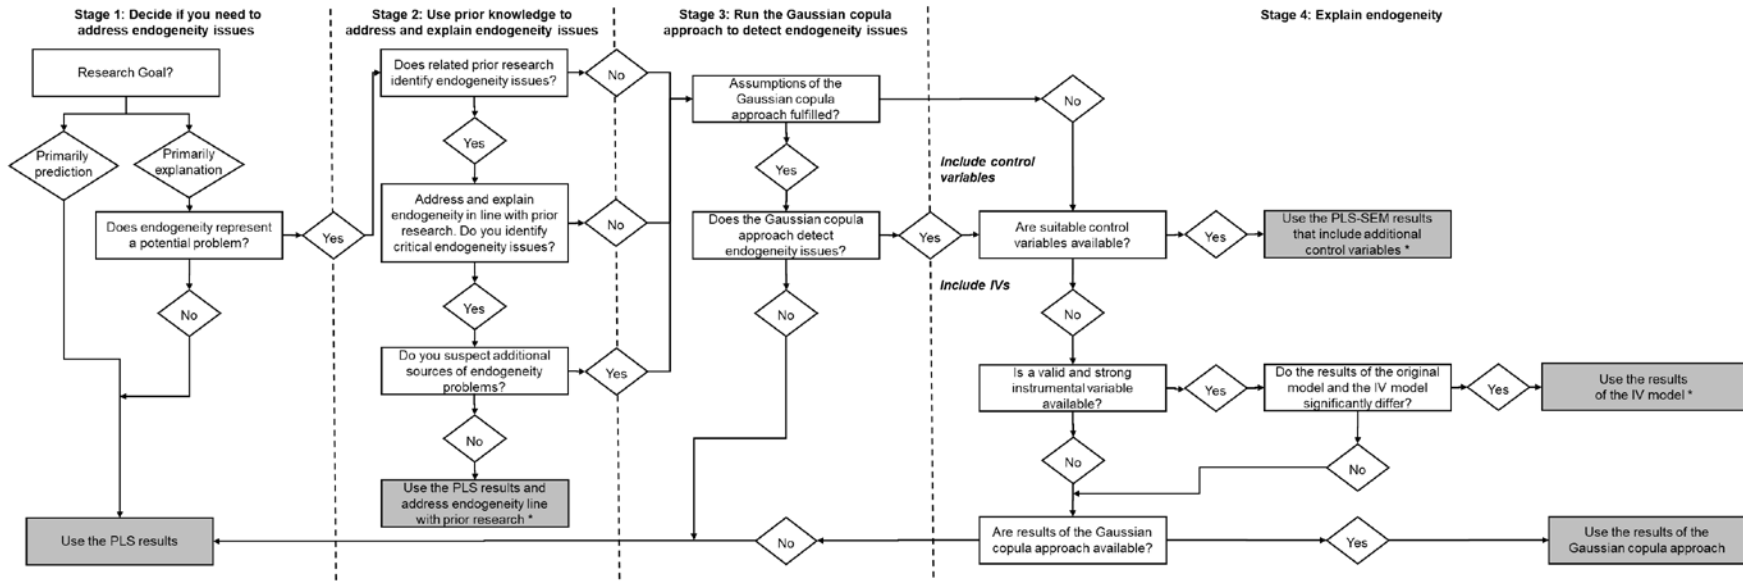 Stage 1: Decide if you need to
address endogeneity issues
Research Goal?
Primarily
prediction
Primarily
explanation
Does endogeneity represent
a potential problem?
Yes
No
Use the PLS results
Stage 2: Use prior knowledge to
address and explain endogeneity issues
Does related prior research
identify endogeneity issues?
No
Yes
Address and explain
endogeneity in line with prior
research. Do you identify
critical endogeneity issues?
No
Yes
Do you suspect additional
sources of endogeneity
problems?
Yes
No
Use the PLS results and
address endogeneity line
with prior research *
Stage 3: Run the Gaussian copula
approach to detect endogeneity issues
Assumptions of the
Gaussian copula
approach fulfilled?
Yes
Does the Gaussian copula
approach detect
endogeneity issues?
Yes
No
No
Stage 4: Explain endogeneity
No
Include control
variables
Are suitable control
variables available?
Yes
Use the PLS-SEM results
that include additional
control variables *
Include IVs
No
Is a valid and strong
instrumental variable
available?
Yes
Do the results of the original
model and the IV model
significantly differ?
Yes
Use the results
of the IV model *
No
No
Are results of the Gaussian
copula approach available?
Yes
Use the results of the
Gaussian copula approach